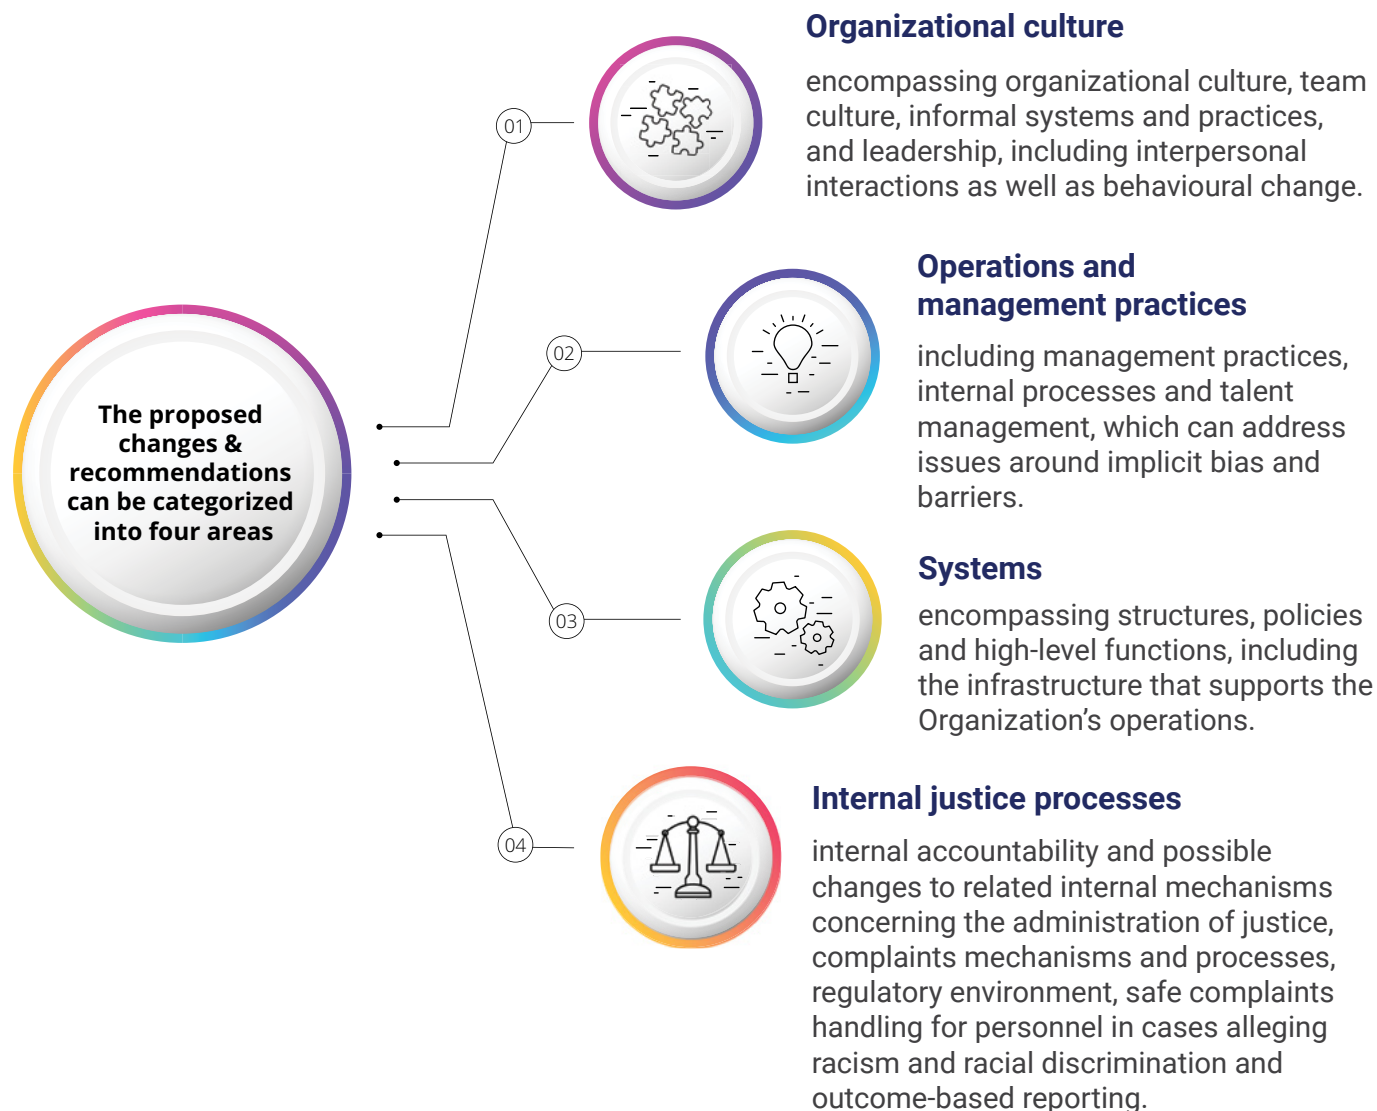 The proposed
changes &
recommendations
can be categorized
into four areas
01
Organizational culture
encompassing organizational culture, team
culture, informal systems and practices,
and leadership, including interpersonal
interactions as well as behavioural change.
02
Operations and
management practices
including management practices,
internal processes and talent
management, which can address
issues around implicit bias and
barriers.
03
Systems
encompassing structures, policies
and high-level functions, including
the infrastructure that supports the
Organization’s operations.
04
Internal justice processes
internal accountability and possible
changes to related internal mechanisms
concerning the administration of justice,
complaints mechanisms and processes,
regulatory environment, safe complaints
handling for personnel in cases alleging
racism and racial discrimination and
outcome-based reporting.